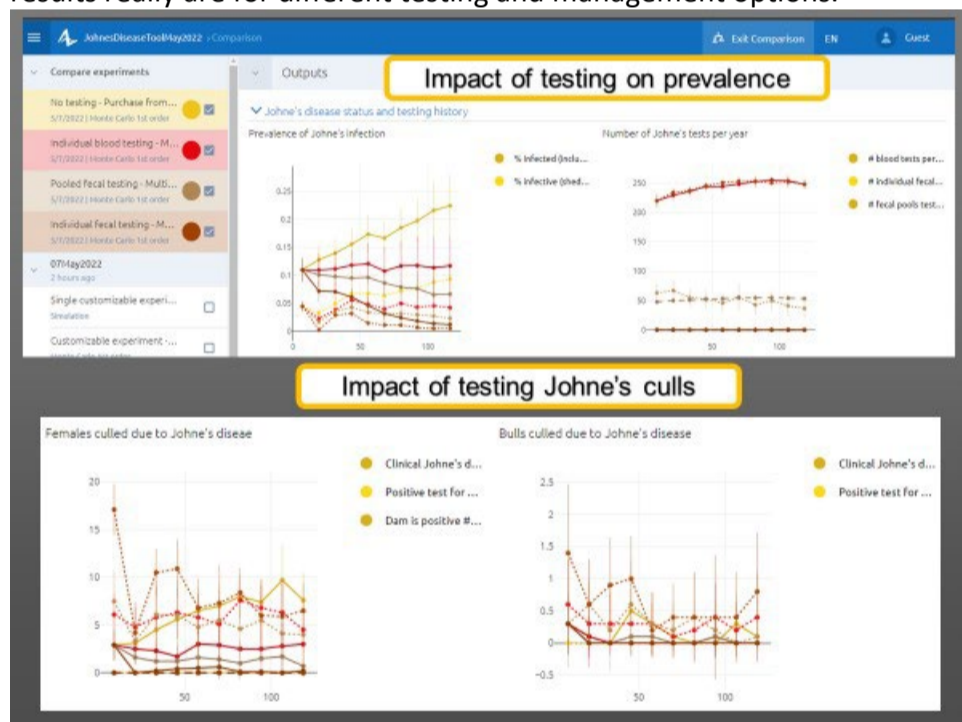 results really are for different testing and management options.
JohnesDiseaseToolMay2022 › Comparison
Exit Comparison
EN
Guest
Compare experiments
Outputs
Impact of testing on prevalence
No testing - Purchase from...
5/7/2022 | Monte Carlo 1st order
Individual blood testing - M...
5/7/2022 | Monte Carlo 1st order
Pooled fecal testing - Multi...
5/7/2022 | Monte Carlo 1st order
Individual fecal testing - M...
5/7/2022 | Monte Carlo 1st order
07May2022
2 hours ago
Single customizable experi...
Simulation
Customizable experiment -...
Monte Carlo 1st order
Johne's disease status and testing history
Prevalence of Johne's infection
% infected (inclu...
% infective (shed...
0.25
0.2
0.15
0.1
0.05
0
0
50
100
Number of Johne's tests per year
# blood tests per...
# individual fecal...
# fecal pools test...
250
200
150
100
50
0
50
100
Impact of testing Johne's culls
Females culled due to Johne's diseae
Clinical Johne's d...
Positive test for ...
Dam is positive #...
20
15
10
5
0
50
100
Bulls culled due to Johne's disease
Clinical Johne's d...
Positive test for ...
2.5
2
1.5
1
0.5
0
−0.5
50
100